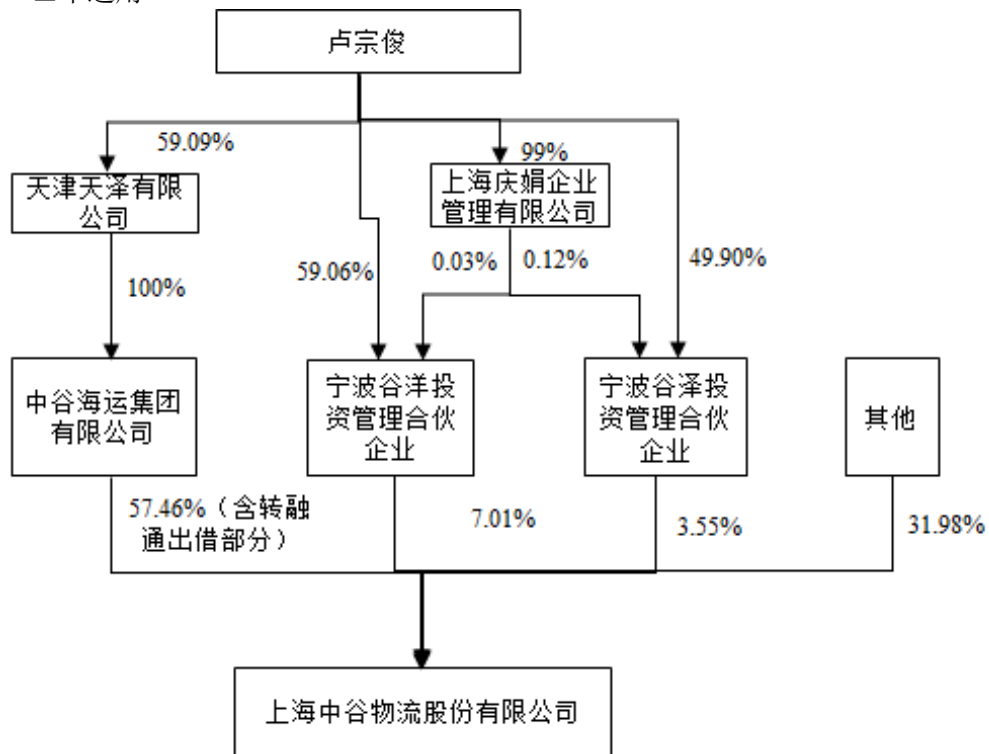 卢宗俊
59.09%
99%
天津天泽有限
公司
上海庆娟企业
管理有限公司
59.06%
0.03%
0.12%
49.90%
100%
中谷海运集团
有限公司
宁波谷洋投
资管理合伙
企业
宁波谷泽投
资管理合伙
企业
其他
57.46%（含转融
通出借部分）
7.01%
3.55%
31.98%
上海中谷物流股份有限公司